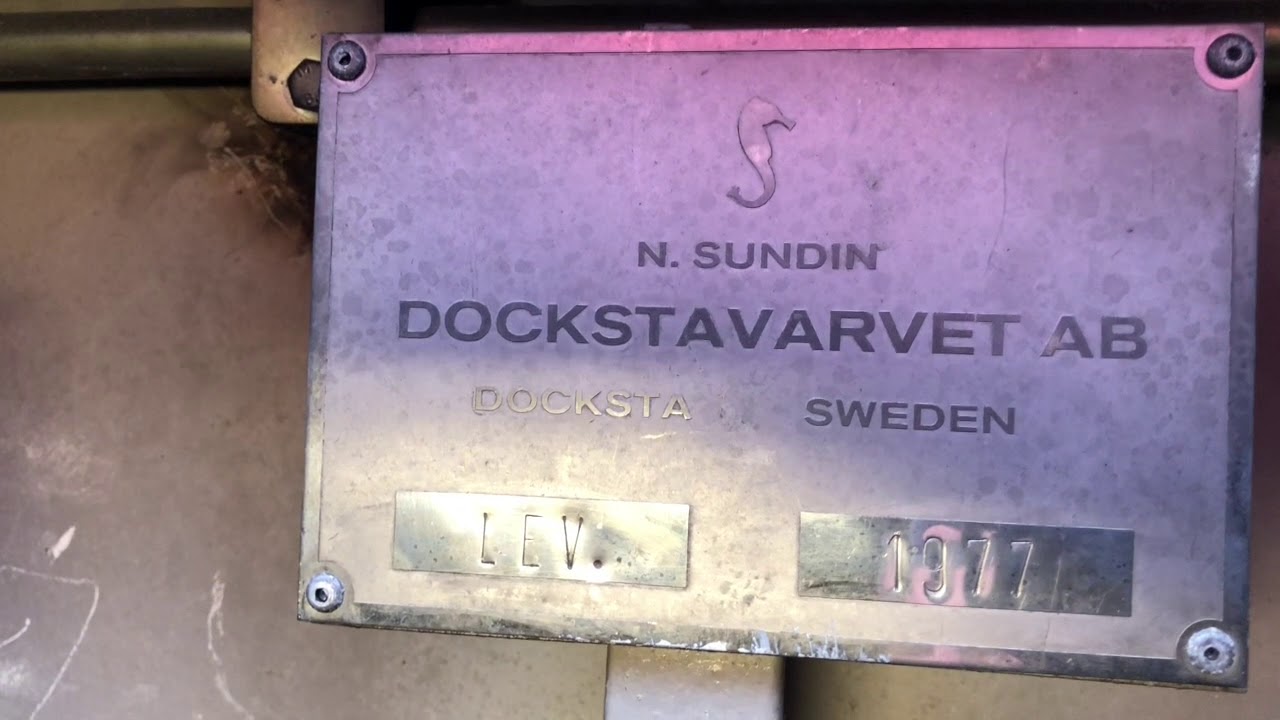 N. SUNDIN
DOCKSTAVARVET AB
DOCKSTA SWEDEN
LEV. 1977